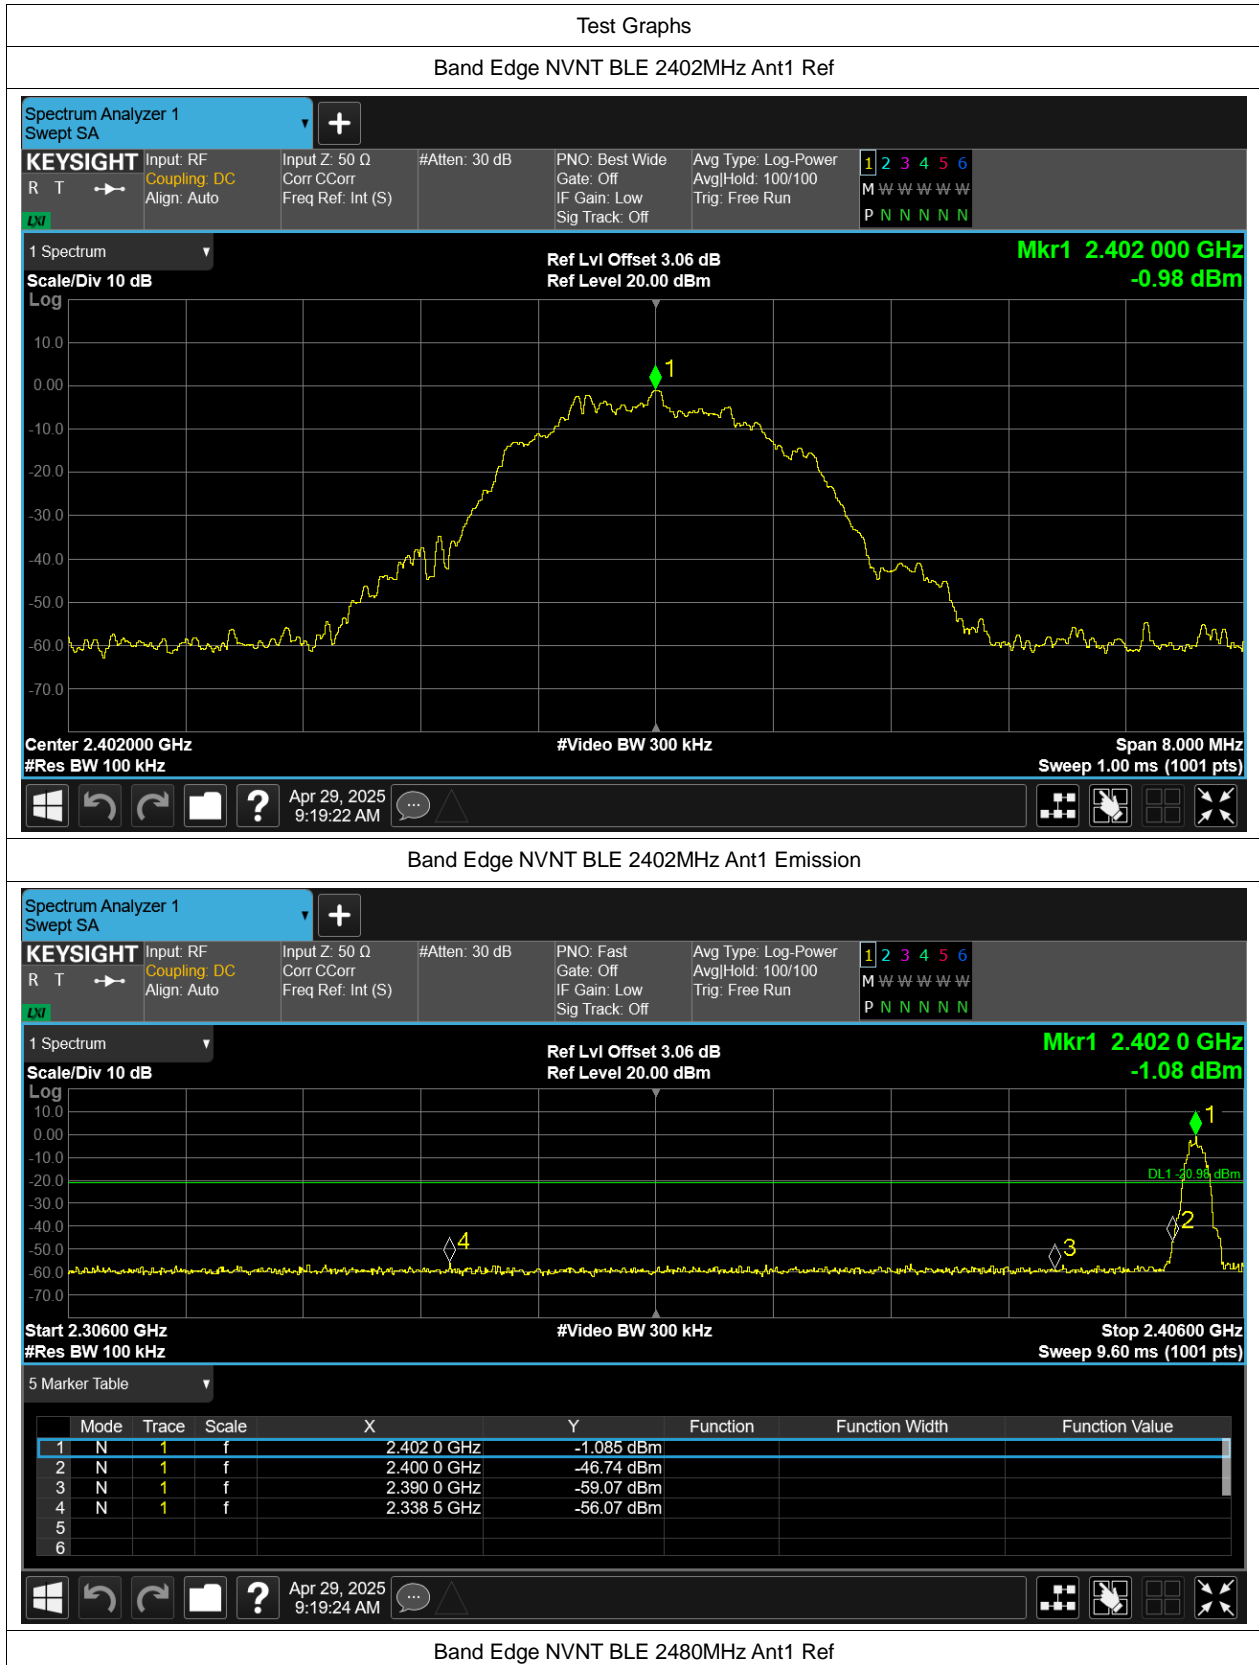 Test Graphs
Band Edge NVNT BLE 2402MHz Ant1 Ref
Spectrum Analyzer 1
Swept SA
KEYSIGHT Input: RF Input Z: 50 Ω #Atten: 30 dB PNO: Best Wide Avg Type: Log-Power 1 2 3 4 5 6
R T Coupling: DC Corr CCorr Gate: Off Avg|Hold: 100/100 M W W W W W
Align: Auto Freq Ref: Int (S) IF Gain: Low Trig: Free Run
LXI Sig Track: Off P N N N N N
1 Spectrum Ref Lvl Offset 3.06 dB Mkr1 2.402 000 GHz
Scale/Div 10 dB Ref Level 20.00 dBm -0.98 dBm
Log
10.0
1
0.00
-10.0
-20.0
-30.0
-40.0
-50.0
-60.0
-70.0
Center 2.402000 GHz #Video BW 300 kHz Span 8.000 MHz
#Res BW 100 kHz Sweep 1.00 ms (1001 pts)
? Apr 29, 2025
9:19:22 AM
Band Edge NVNT BLE 2402MHz Ant1 Emission
Spectrum Analyzer 1
Swept SA
KEYSIGHT Input: RF Input Z: 50 Ω #Atten: 30 dB PNO: Fast Avg Type: Log-Power 1 2 3 4 5 6
R T Coupling: DC Corr CCorr Gate: Off Avg|Hold: 100/100 M W W W W W
Align: Auto Freq Ref: Int (S) IF Gain: Low Trig: Free Run
LXI Sig Track: Off P N N N N N
1 Spectrum Ref Lvl Offset 3.06 dB Mkr1 2.402 0 GHz
Scale/Div 10 dB Ref Level 20.00 dBm -1.08 dBm
Log
10.0 1
0.00
-10.0
-20.0 DL1 -20.98 dBm
-30.0
-40.0 2
-50.0 4 3
-60.0
-70.0
Start 2.30600 GHz #Video BW 300 kHz Stop 2.40600 GHz
#Res BW 100 kHz Sweep 9.60 ms (1001 pts)
5 Marker Table
Mode Trace Scale X Y Function Function Width Function Value
1 N 1 f 2.402 0 GHz -1.085 dBm
2 N 1 f 2.400 0 GHz -46.74 dBm
3 N 1 f 2.390 0 GHz -59.07 dBm
4 N 1 f 2.338 5 GHz -56.07 dBm
5
6
? Apr 29, 2025
9:19:24 AM
Band Edge NVNT BLE 2480MHz Ant1 Ref